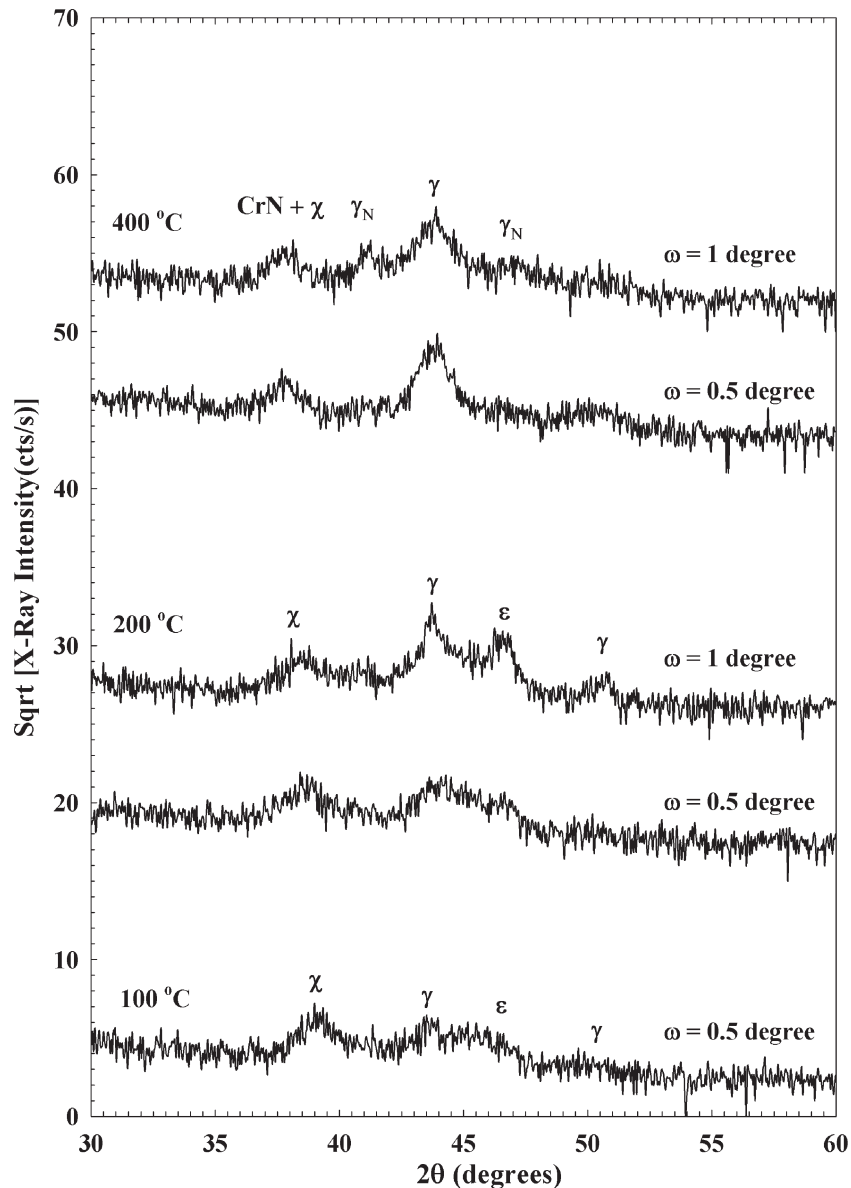 70
60
50
40
30
20
10
0
Sqrt [X-Ray Intensity(cts/s)]
400 °C
CrN + χ
γN
γ
γN
ω = 1 degree
ω = 0.5 degree
200 °C
χ
γ
ε
γ
ω = 1 degree
ω = 0.5 degree
100 °C
χ
γ
ε
γ
ω = 0.5 degree
30 35 40 45 50 55 60
2θ (degrees)